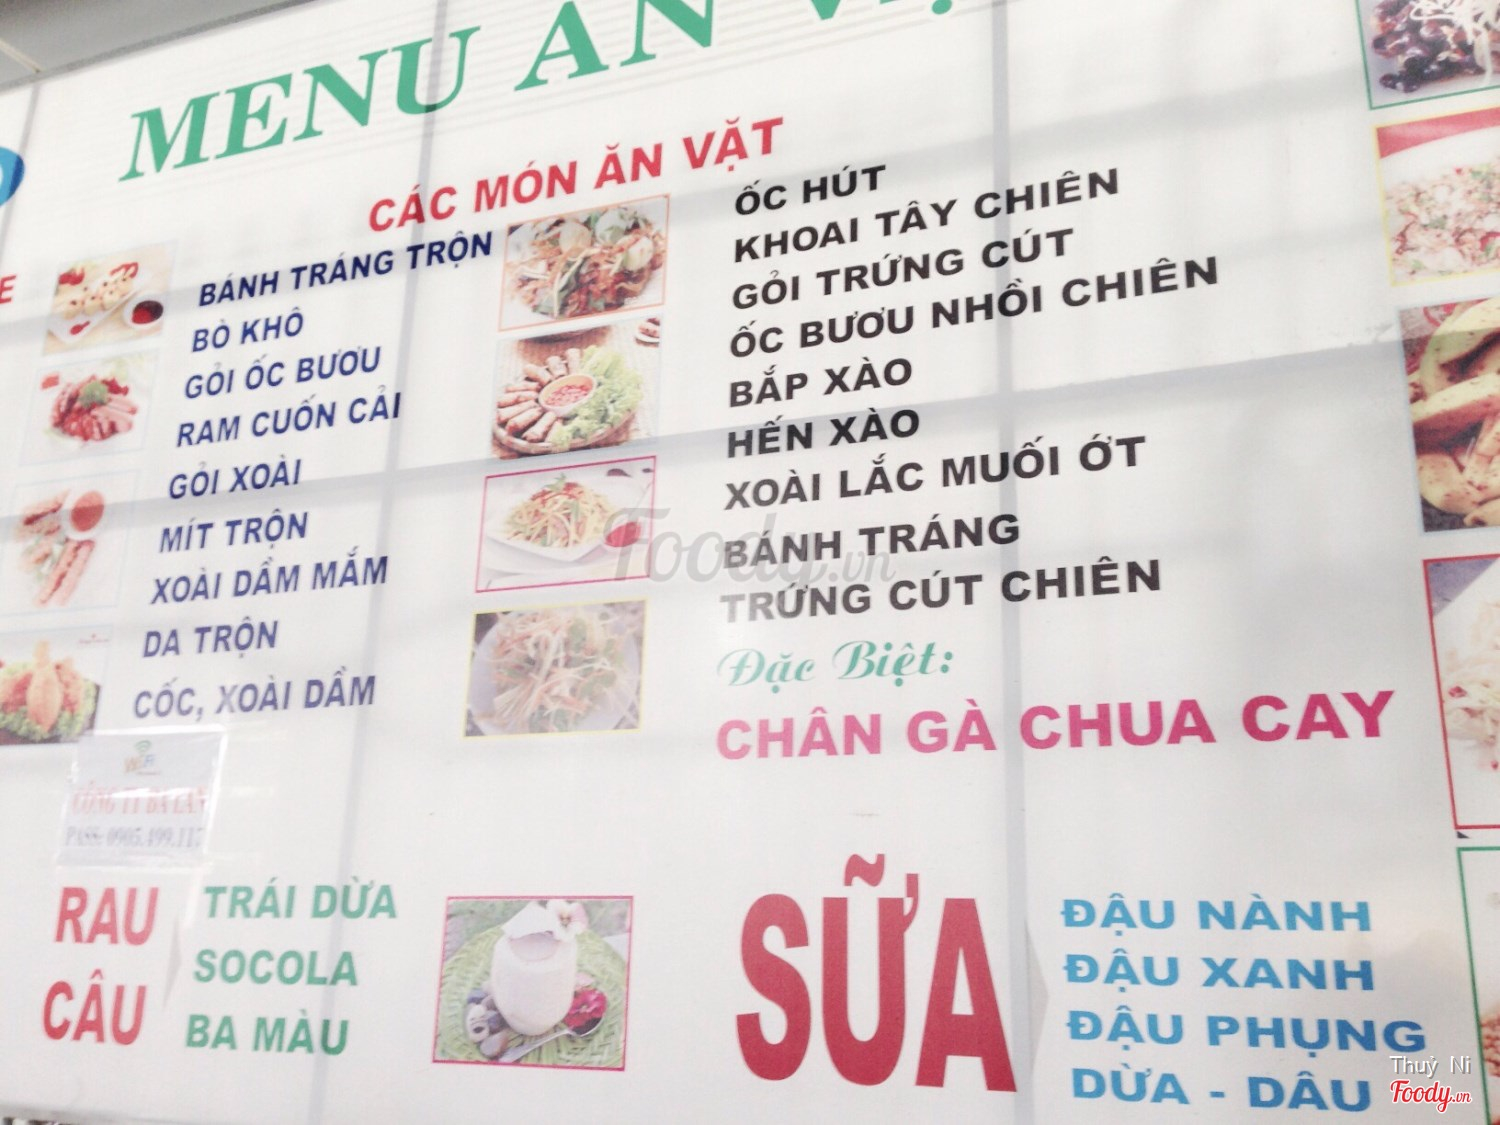 MENU ĂN
CÁC MÓN ĂN VẶT
BÁNH TRÁNG TRỘN
BÒ KHÔ
GỎI ỐC BƯƠU
RAM CUỐN CẢI
GỎI XOÀI
MÍT TRỘN
XOÀI DẦM MẮM
DA TRỘN
CỐC, XOÀI DẦM
ỐC HÚT
KHOAI TÂY CHIÊN
GỎI TRỨNG CÚT
ỐC BƯƠU NHỒI CHIÊN
BẮP XÀO
HẾN XÀO
XOÀI LẮC MUỐI ỚT
BÁNH TRÁNG
TRỨNG CÚT CHIÊN
Đặc Biệt:
CHÂN GÀ CHUA CAY
PASS: 0905.499.117
RAU CÂU
TRÁI DỪA
SOCOLA
BA MÀU
SỮA
ĐẬU NÀNH
ĐẬU XANH
ĐẬU PHỤNG
DỪA - DÂU
Foody.vn
Thuỷ Ni
Foody.vn